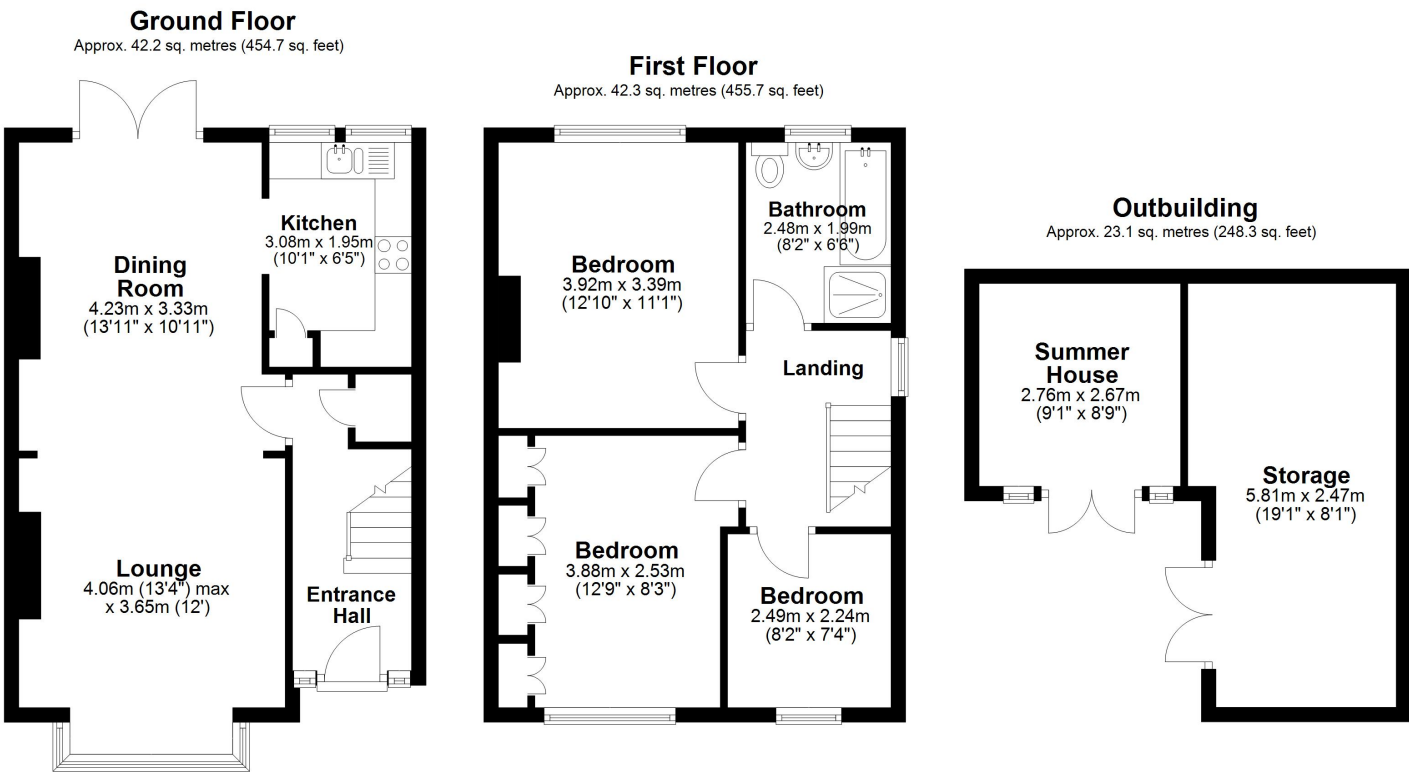 Ground Floor
Approx. 42.2 sq. metres (454.7 sq. feet)
Kitchen
3.08m x 1.95m
(10'1" x 6'5")
Dining
Room
4.23m x 3.33m
(13'11" x 10'11")
Lounge
4.06m (13'4") max
x 3.65m (12')
Entrance
Hall
First Floor
Approx. 42.3 sq. metres (455.7 sq. feet)
Bathroom
2.48m x 1.99m
(8'2" x 6'6")
Bedroom
3.92m x 3.39m
(12'10" x 11'1")
Landing
Bedroom
3.88m x 2.53m
(12'9" x 8'3")
Bedroom
2.49m x 2.24m
(8'2" x 7'4")
Outbuilding
Approx. 23.1 sq. metres (248.3 sq. feet)
Summer
House
2.76m x 2.67m
(9'1" x 8'9")
Storage
5.81m x 2.47m
(19'1" x 8'1")